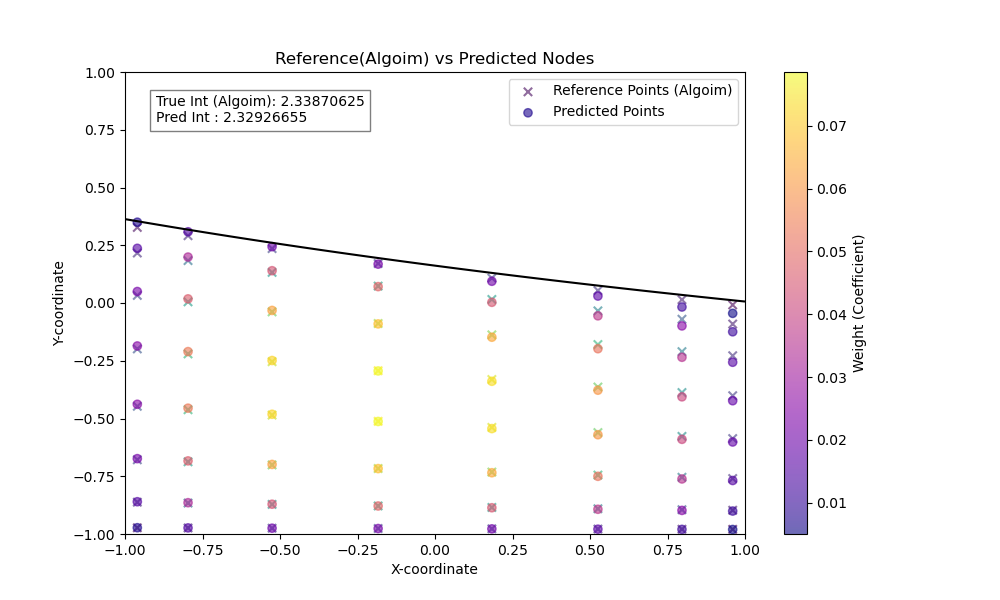 Reference(Algoim) vs Predicted Nodes
True Int (Algoim): 2.33870625
Pred Int : 2.32926655
Reference Points (Algoim)
Predicted Points
1.00
0.75
0.50
0.25
0.00
−0.25
−0.50
−0.75
−1.00
Y-coordinate
−1.00 −0.75 −0.50 −0.25 0.00 0.25 0.50 0.75 1.00
X-coordinate
0.07
0.06
0.05
0.04
0.03
0.02
0.01
Weight (Coefficient)